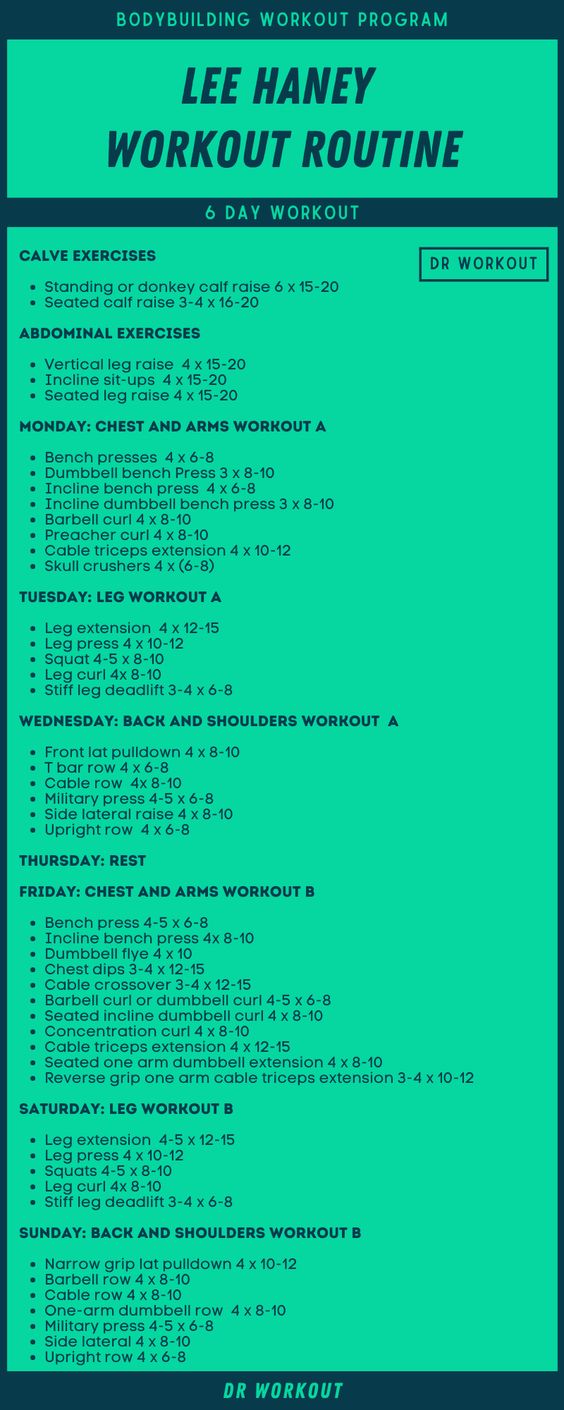 BODYBUILDING WORKOUT PROGRAM
LEE HANEY
WORKOUT ROUTINE
6 DAY WORKOUT
DR WORKOUT
CALVE EXERCISES
• Standing or donkey calf raise 6 x 15-20
• Seated calf raise 3-4 x 16-20
ABDOMINAL EXERCISES
• Vertical leg raise 4 x 15-20
• Incline sit-ups 4 x 15-20
• Seated leg raise 4 x 15-20
MONDAY: CHEST AND ARMS WORKOUT A
• Bench presses 4 x 6-8
• Dumbbell bench Press 3 x 8-10
• Incline bench press 4 x 6-8
• Incline dumbbell bench press 3 x 8-10
• Barbell curl 4 x 8-10
• Preacher curl 4 x 8-10
• Cable triceps extension 4 x 10-12
• Skull crushers 4 x (6-8)
TUESDAY: LEG WORKOUT A
• Leg extension 4 x 12-15
• Leg press 4 x 10-12
• Squat 4-5 x 8-10
• Leg curl 4x 8-10
• Stiff leg deadlift 3-4 x 6-8
WEDNESDAY: BACK AND SHOULDERS WORKOUT A
• Front lat pulldown 4 x 8-10
• T bar row 4 x 6-8
• Cable row 4x 8-10
• Military press 4-5 x 6-8
• Side lateral raise 4 x 8-10
• Upright row 4 x 6-8
THURSDAY: REST
FRIDAY: CHEST AND ARMS WORKOUT B
• Bench press 4-5 x 6-8
• Incline bench press 4x 8-10
• Dumbbell flye 4 x 10
• Chest dips 3-4 x 12-15
• Cable crossover 3-4 x 12-15
• Barbell curl or dumbbell curl 4-5 x 6-8
• Seated incline dumbbell curl 4 x 8-10
• Concentration curl 4 x 8-10
• Cable triceps extension 4 x 12-15
• Seated one arm dumbbell extension 4 x 8-10
• Reverse grip one arm cable triceps extension 3-4 x 10-12
SATURDAY: LEG WORKOUT B
• Leg extension 4-5 x 12-15
• Leg press 4 x 10-12
• Squats 4-5 x 8-10
• Leg curl 4x 8-10
• Stiff leg deadlift 3-4 x 6-8
SUNDAY: BACK AND SHOULDERS WORKOUT B
• Narrow grip lat pulldown 4 x 10-12
• Barbell row 4 x 8-10
• Cable row 4 x 8-10
• One-arm dumbbell row 4 x 8-10
• Military press 4-5 x 6-8
• Side lateral 4 x 8-10
• Upright row 4 x 6-8
DR WORKOUT